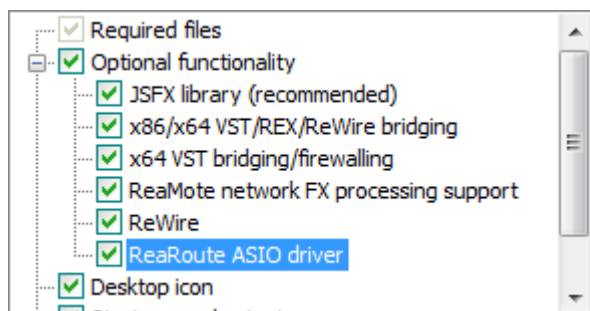 Required files
Optional functionality
JSFX library (recommended)
x86/x64 VST/REX/ReWire bridging
x64 VST bridging/firewalling
ReaMote network FX processing support
ReWire
ReaRoute ASIO driver
Desktop icon